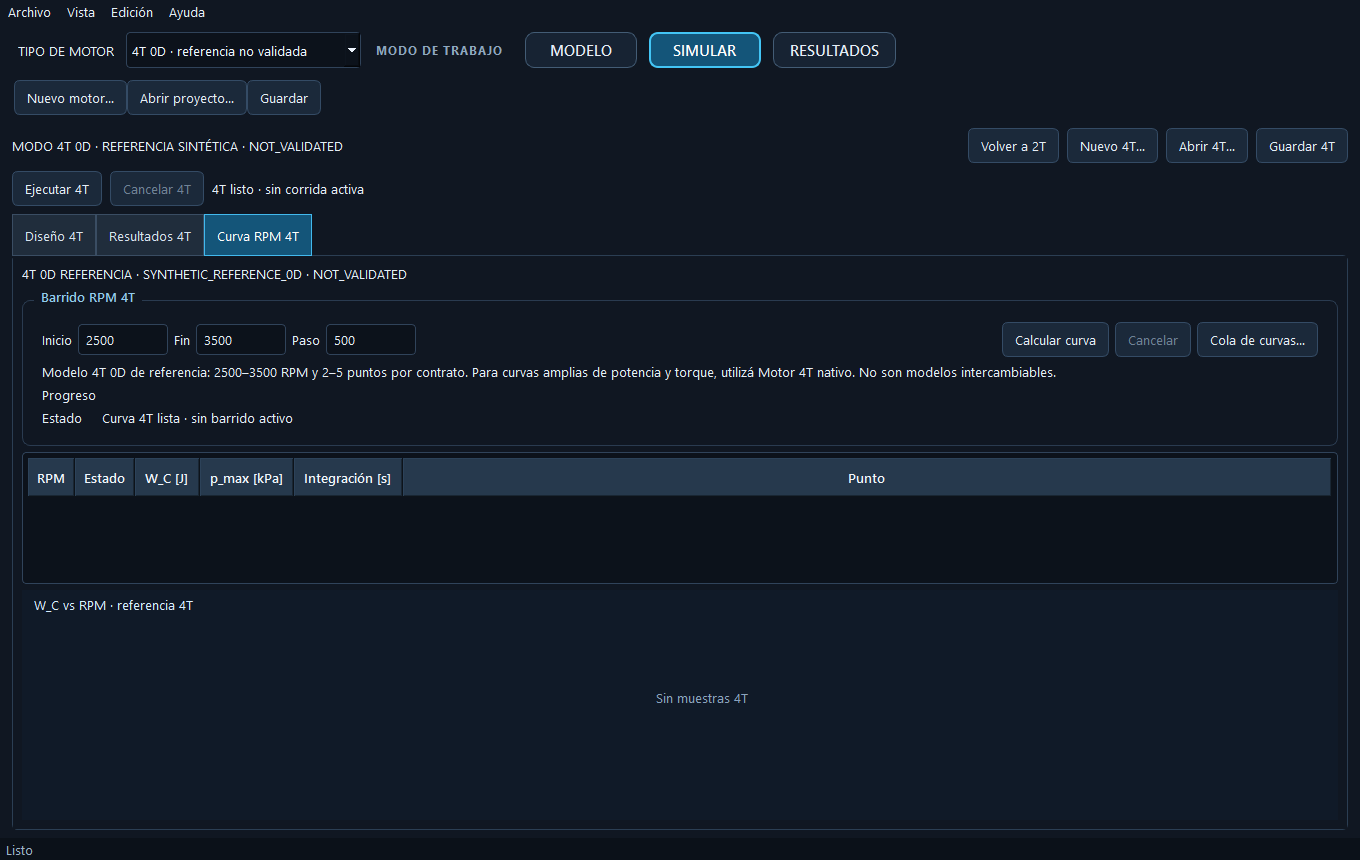 Archivo Vista Edición Ayuda
TIPO DE MOTOR 4T 0D · referencia no validada MODO DE TRABAJO MODELO SIMULAR RESULTADOS
Nuevo motor... Abrir proyecto... Guardar
MODO 4T 0D · REFERENCIA SINTÉTICA · NOT_VALIDATED Volver a 2T Nuevo 4T... Abrir 4T... Guardar 4T
Ejecutar 4T Cancelar 4T 4T listo · sin corrida activa
Diseño 4T Resultados 4T Curva RPM 4T
4T 0D REFERENCIA · SYNTHETIC_REFERENCE_0D · NOT_VALIDATED
Barrido RPM 4T
Inicio 2500 Fin 3500 Paso 500 Calcular curva Cancelar Cola de curvas...
Modelo 4T 0D de referencia: 2500–3500 RPM y 2–5 puntos por contrato. Para curvas amplias de potencia y torque, utilizá Motor 4T nativo. No son modelos intercambiables.
Progreso
Estado Curva 4T lista · sin barrido activo
RPM Estado W_C [J] p_max [kPa] Integración [s] Punto
W_C vs RPM · referencia 4T
Sin muestras 4T
Listo